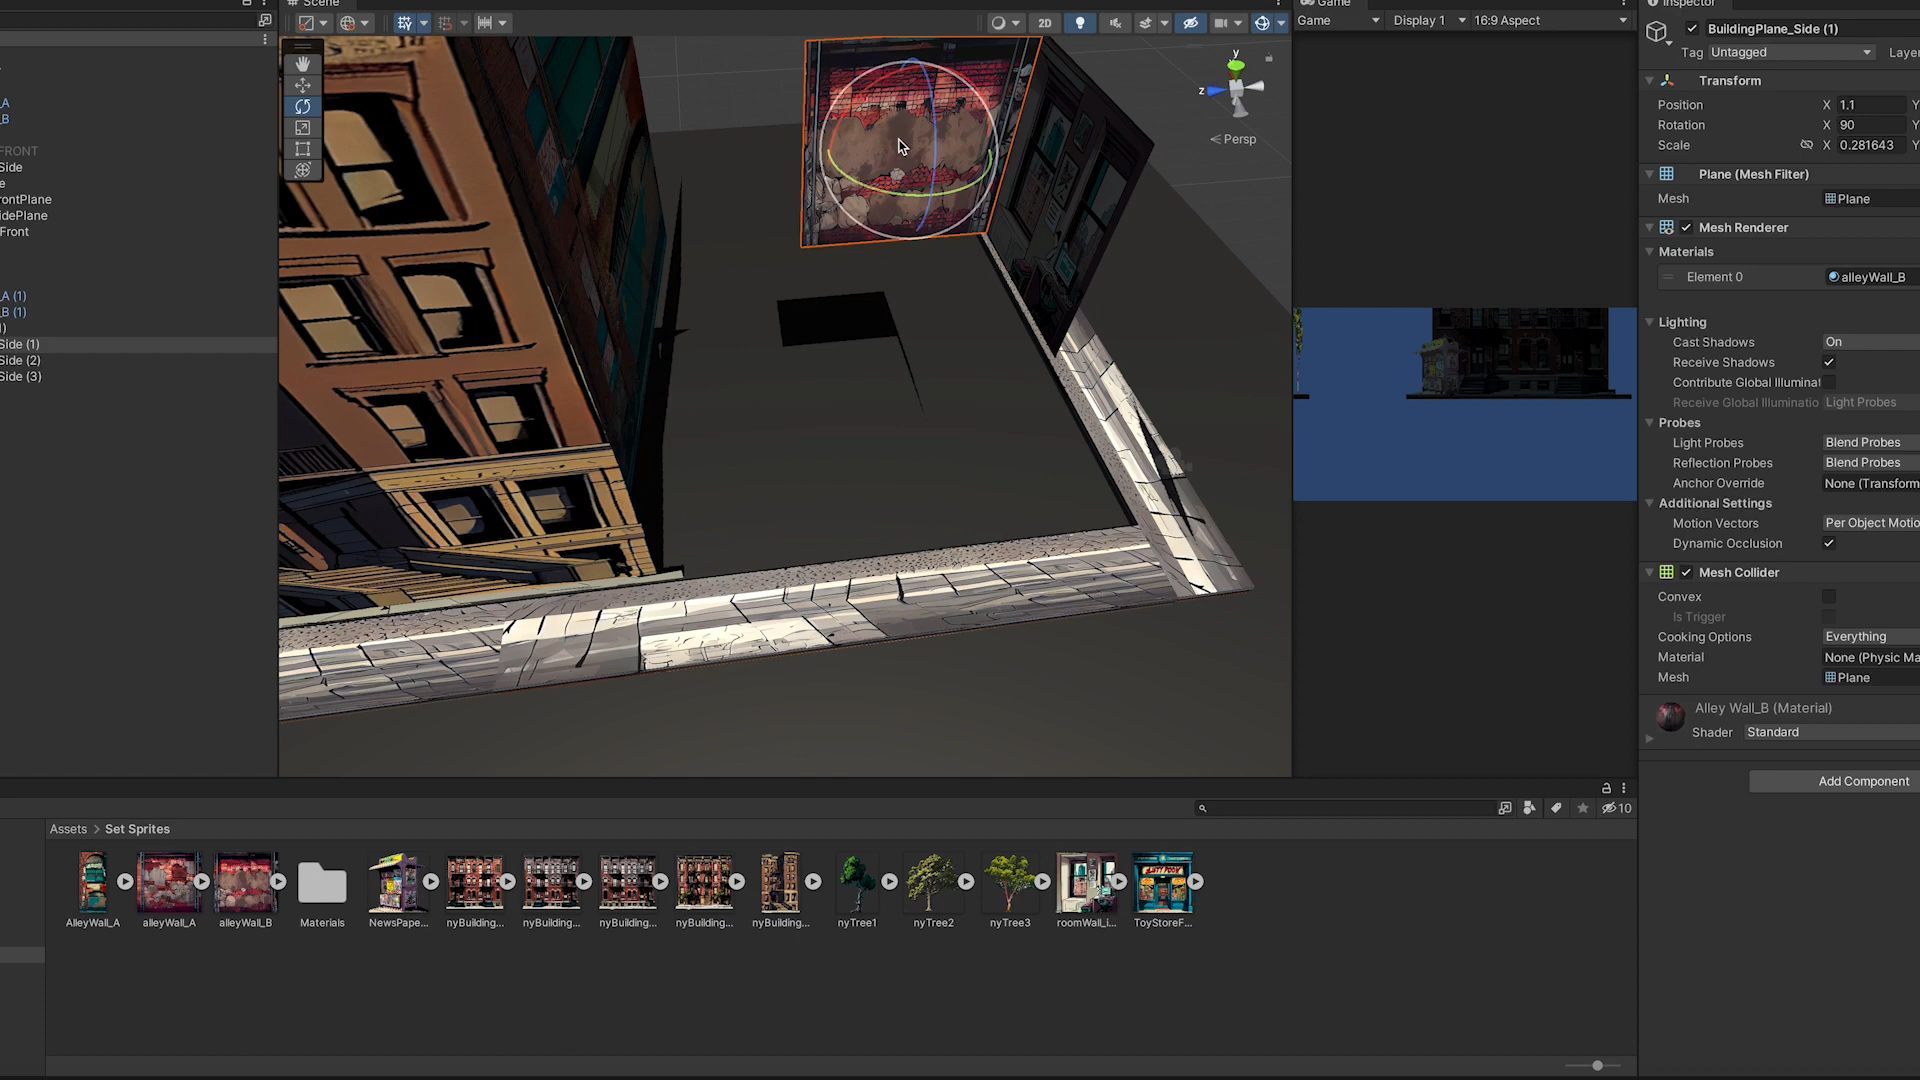 Scene
Game
Inspector
2D
Game
Display 1
16:9 Aspect
BuildingPlane_Side (1)
Tag Untagged Layer
Transform
Position X 1.1 Y
Rotation X 90 Y
Scale X 0.281643 Y
Plane (Mesh Filter)
Mesh Plane
Mesh Renderer
Materials
Element 0 alleyWall_B
Lighting
Cast Shadows On
Receive Shadows
Contribute Global Illuminat
Receive Global Illuminatio Light Probes
Probes
Light Probes Blend Probes
Reflection Probes Blend Probes
Anchor Override None (Transform
Additional Settings
Motion Vectors Per Object Motio
Dynamic Occlusion
Mesh Collider
Convex
Is Trigger
Cooking Options Everything
Material None (Physic Ma
Mesh Plane
Alley Wall_B (Material)
Shader Standard
Add Component
_A
_B
FRONT
Side
e
rontPlane
idePlane
Front
A (1)
_B (1)
1)
Side (1)
Side (2)
Side (3)
y
z
< Persp
10
Assets > Set Sprites
AlleyWall_A
alleyWall_A
alleyWall_B
Materials
NewsPape...
nyBuilding...
nyBuilding...
nyBuilding...
nyBuilding...
nyBuilding...
nyTree1
nyTree2
nyTree3
roomWall_i...
ToyStoreF...